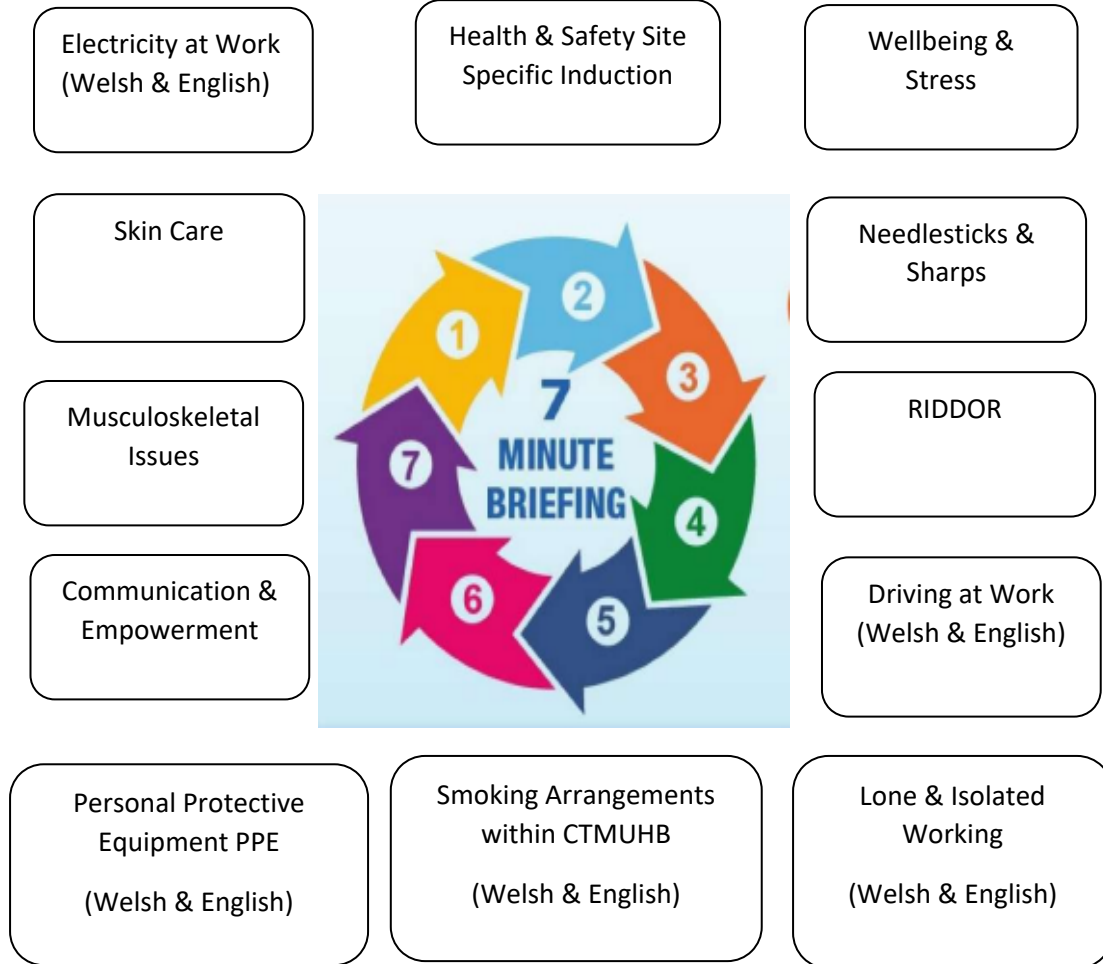 Electricity at Work
(Welsh & English)
Health & Safety Site
Specific Induction
Wellbeing &
Stress
Skin Care
Needlesticks &
Sharps
Musculoskeletal
Issues
RIDDOR
Communication &
Empowerment
Driving at Work
(Welsh & English)
1
2
3
4
5
6
7
7
MINUTE
BRIEFING
Personal Protective
Equipment PPE
(Welsh & English)
Smoking Arrangements
within CTMUHB
(Welsh & English)
Lone & Isolated
Working
(Welsh & English)